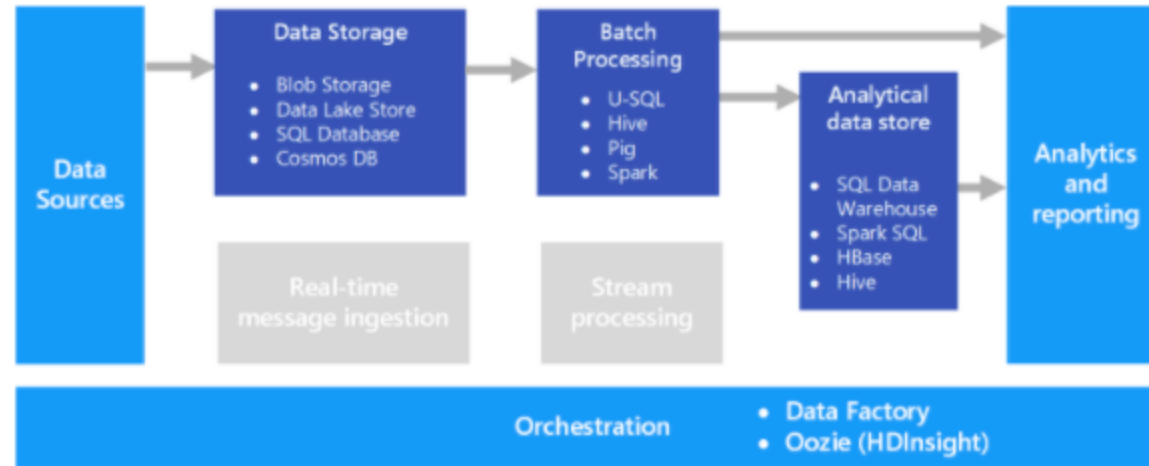 Data
Sources
Data Storage
• Blob Storage
• Data Lake Store
• SQL Database
• Cosmos DB
Batch
Processing
• U-SQL
• Hive
• Pig
• Spark
Analytical
data store
• SQL Data
Warehouse
• Spark SQL
• HBase
• Hive
Analytics
and
reporting
Real-time
message ingestion
Stream
processing
Orchestration
• Data Factory
• Oozie (HDInsight)